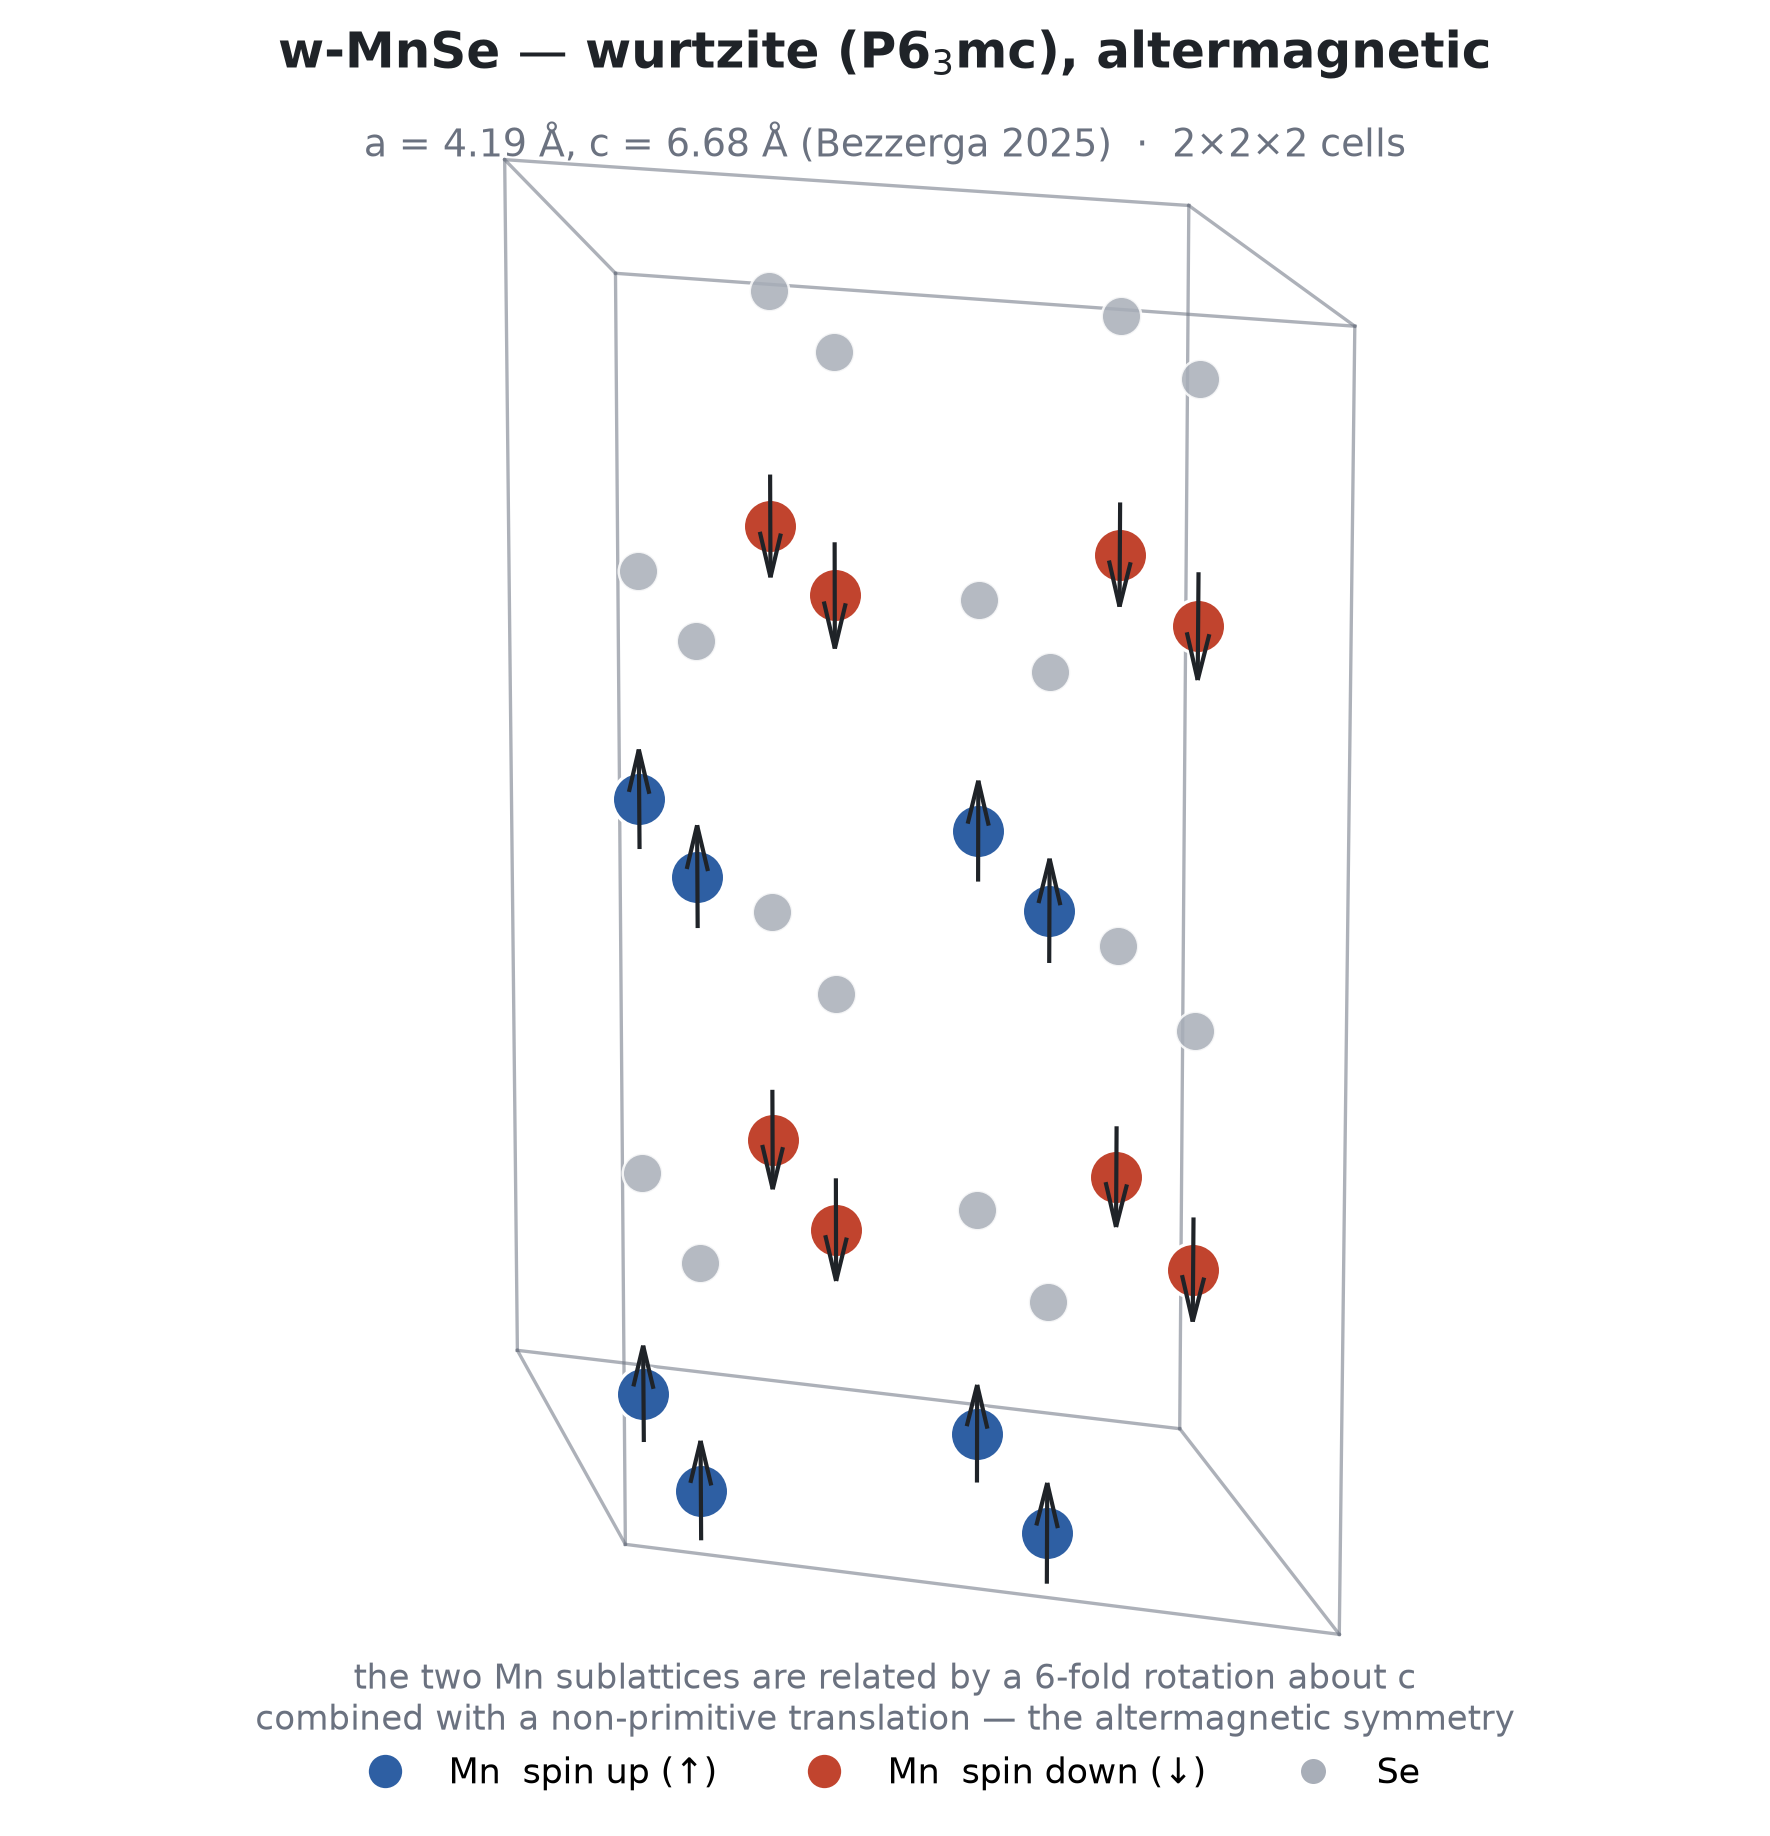 w-MnSe — wurtzite (P6₃mc), altermagnetic
a = 4.19 Å, c = 6.68 Å (Bezzerga 2025)  ·  2×2×2 cells
the two Mn sublattices are related by a 6-fold rotation about c
combined with a non-primitive translation — the altermagnetic symmetry
Mn  spin up (↑)
Mn  spin down (↓)
Se